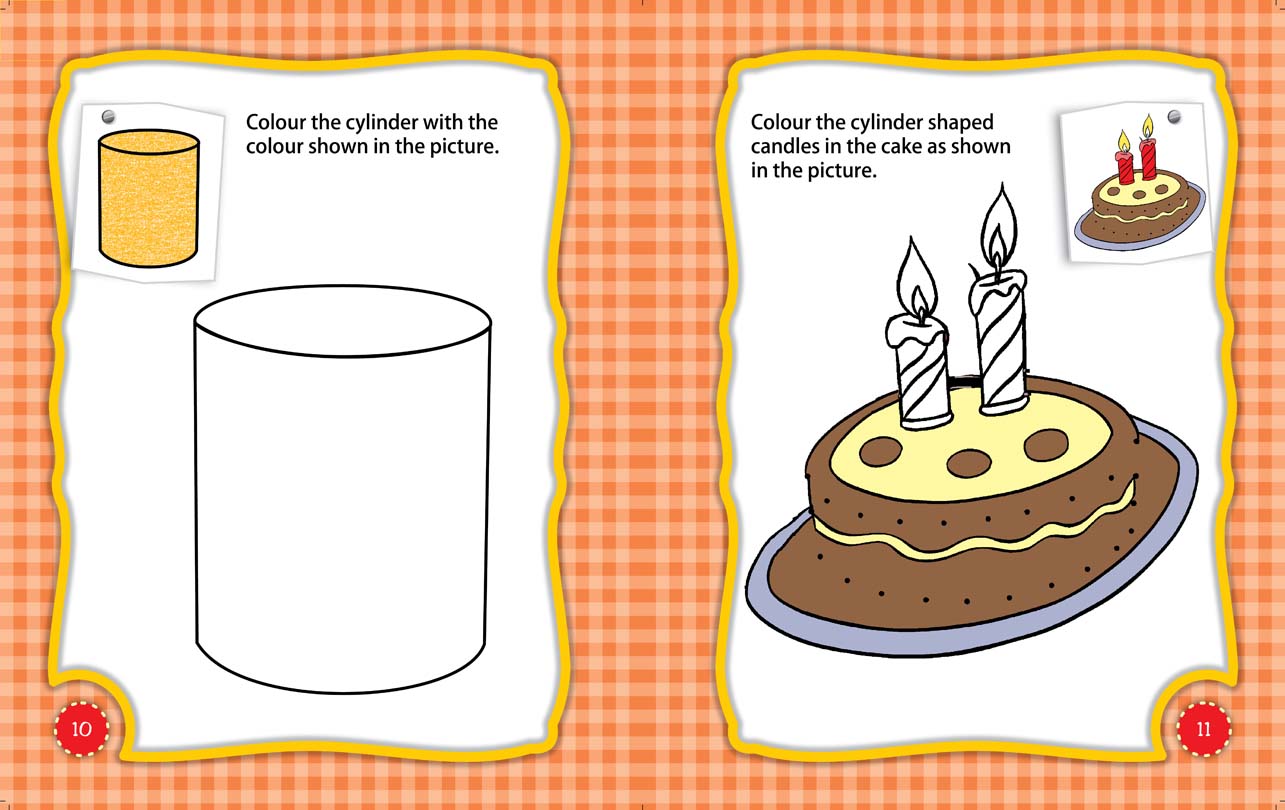 Colour the cylinder with the
colour shown in the picture.
10
Colour the cylinder shaped
candles in the cake as shown
in the picture.
11